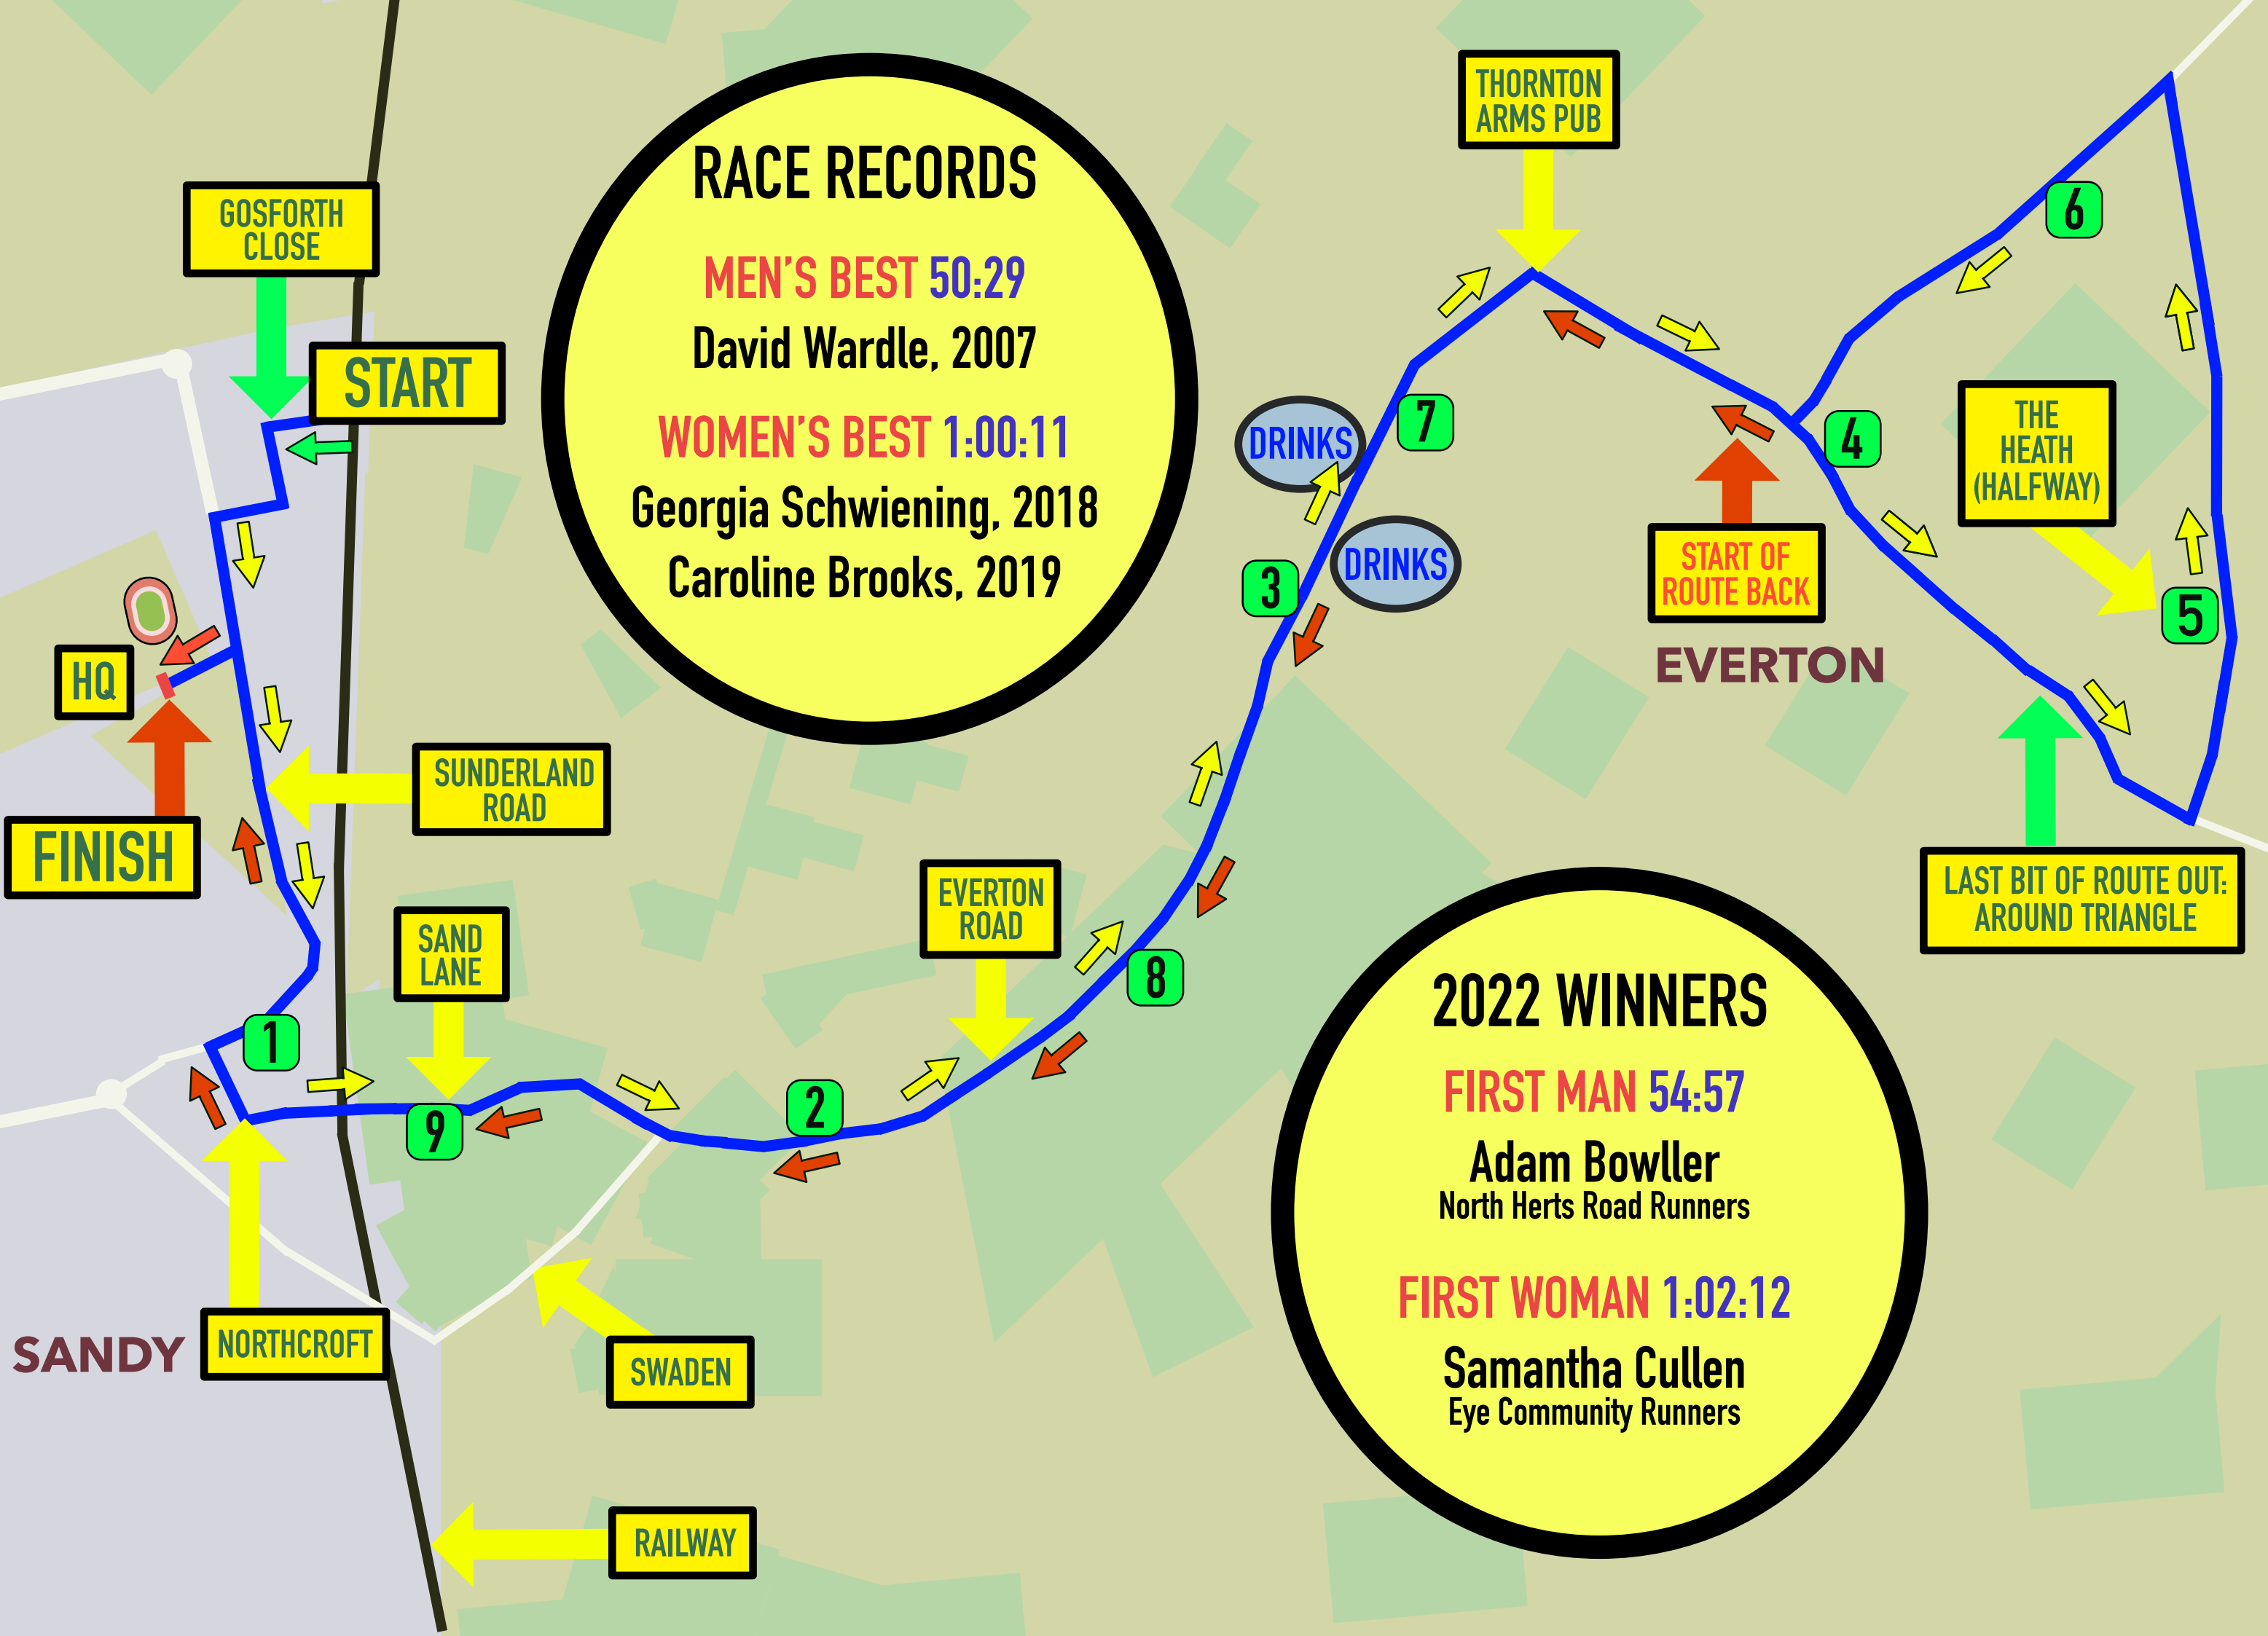 THORNTON
ARMS PUB
RACE RECORDS
MEN'S BEST 50:29
David Wardle, 2007
WOMEN'S BEST 1:00:11
Georgia Schwiening, 2018
Caroline Brooks, 2019
GOSFORTH
CLOSE
START
6
DRINKS
7
4
THE
HEATH
(HALFWAY)
DRINKS
3
START OF
ROUTE BACK
5
EVERTON
HQ
SUNDERLAND
ROAD
FINISH
SAND
LANE
EVERTON
ROAD
LAST BIT OF ROUTE OUT:
AROUND TRIANGLE
8
1
9
2
2022 WINNERS
FIRST MAN 54:57
Adam Bowller
North Herts Road Runners
FIRST WOMAN 1:02:12
Samantha Cullen
Eye Community Runners
SANDY
NORTHCROFT
SWADEN
RAILWAY